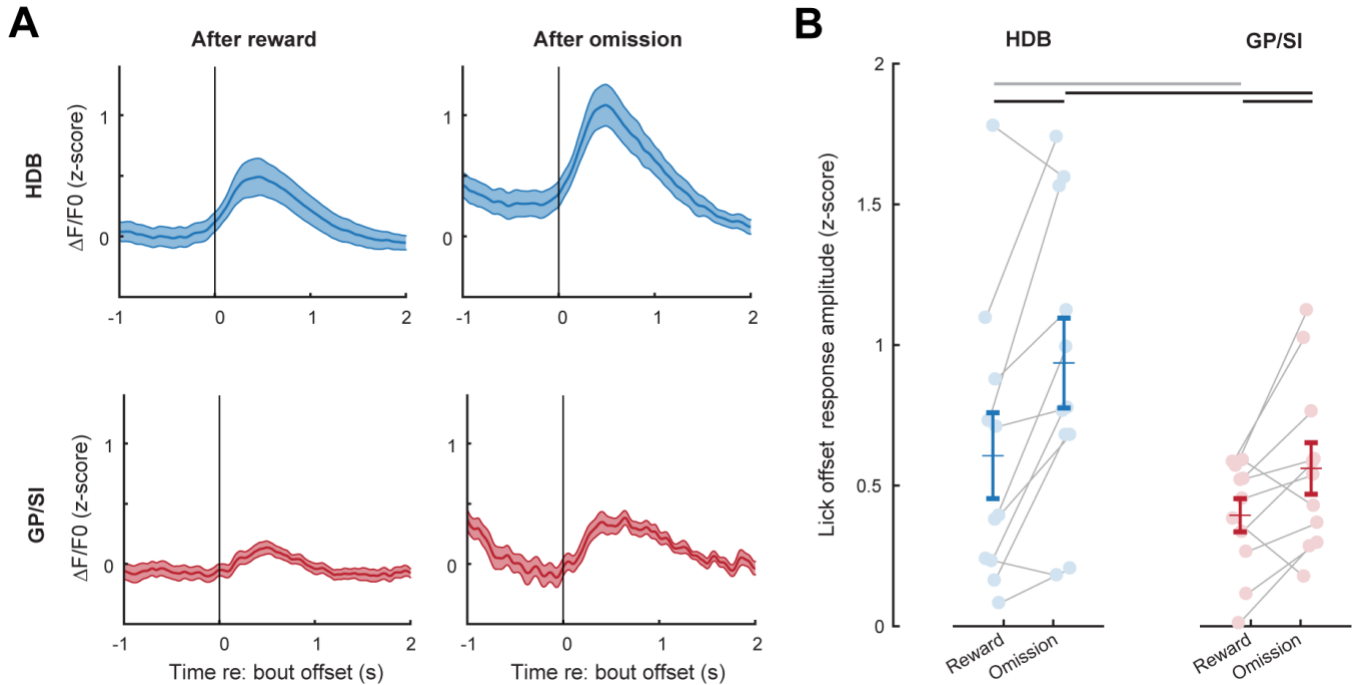 A
After reward
After omission
HDB
ΔF/F0 (z-score)
1
0
-1
0
1
2
-1
0
1
2
GP/SI
ΔF/F0 (z-score)
1
0
-1
0
1
2
-1
0
1
2
Time re: bout offset (s)
Time re: bout offset (s)
B
HDB
GP/SI
Lick offset response amplitude (z-score)
2
1.5
1
0.5
0
Reward
Omission
Reward
Omission